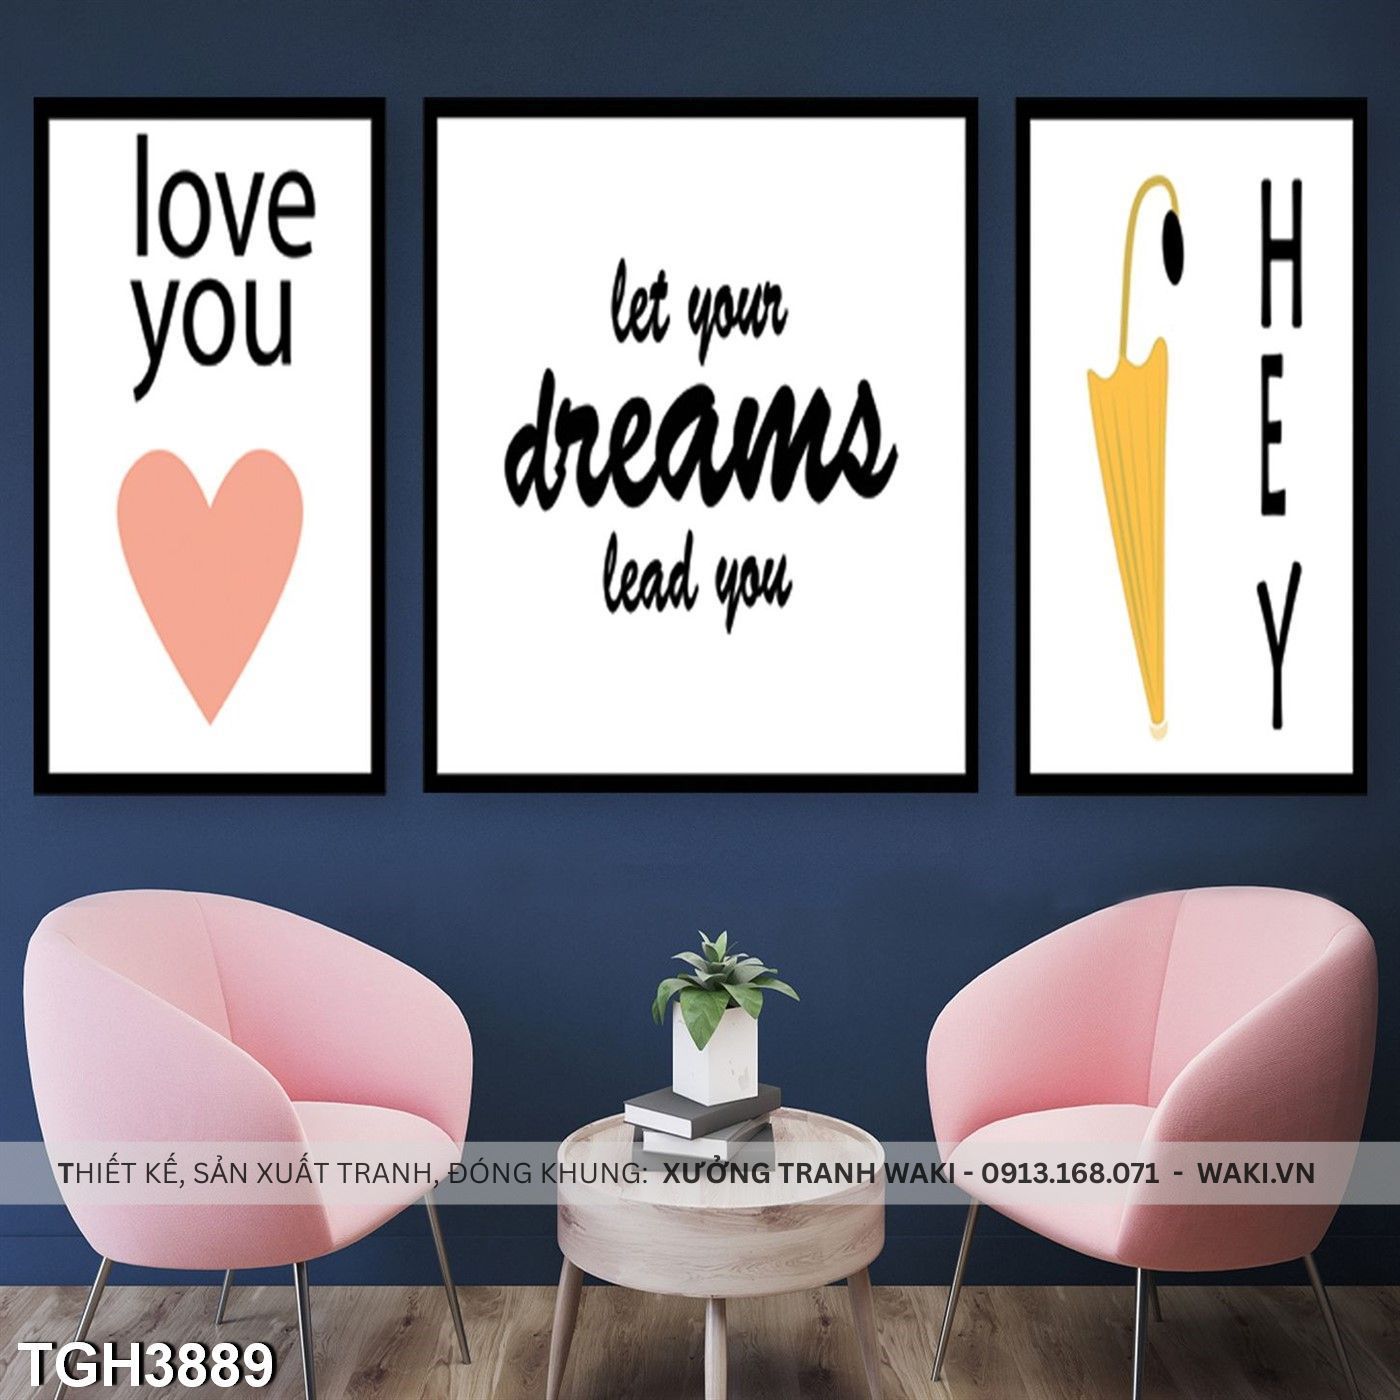 love
you
let your
dreams
lead you
H
E
Y
THIẾT KẾ, SẢN XUẤT TRANH, ĐÓNG KHUNG: XƯỞNG TRANH WAKI - 0913.168.071 - WAKI.VN
TGH3889